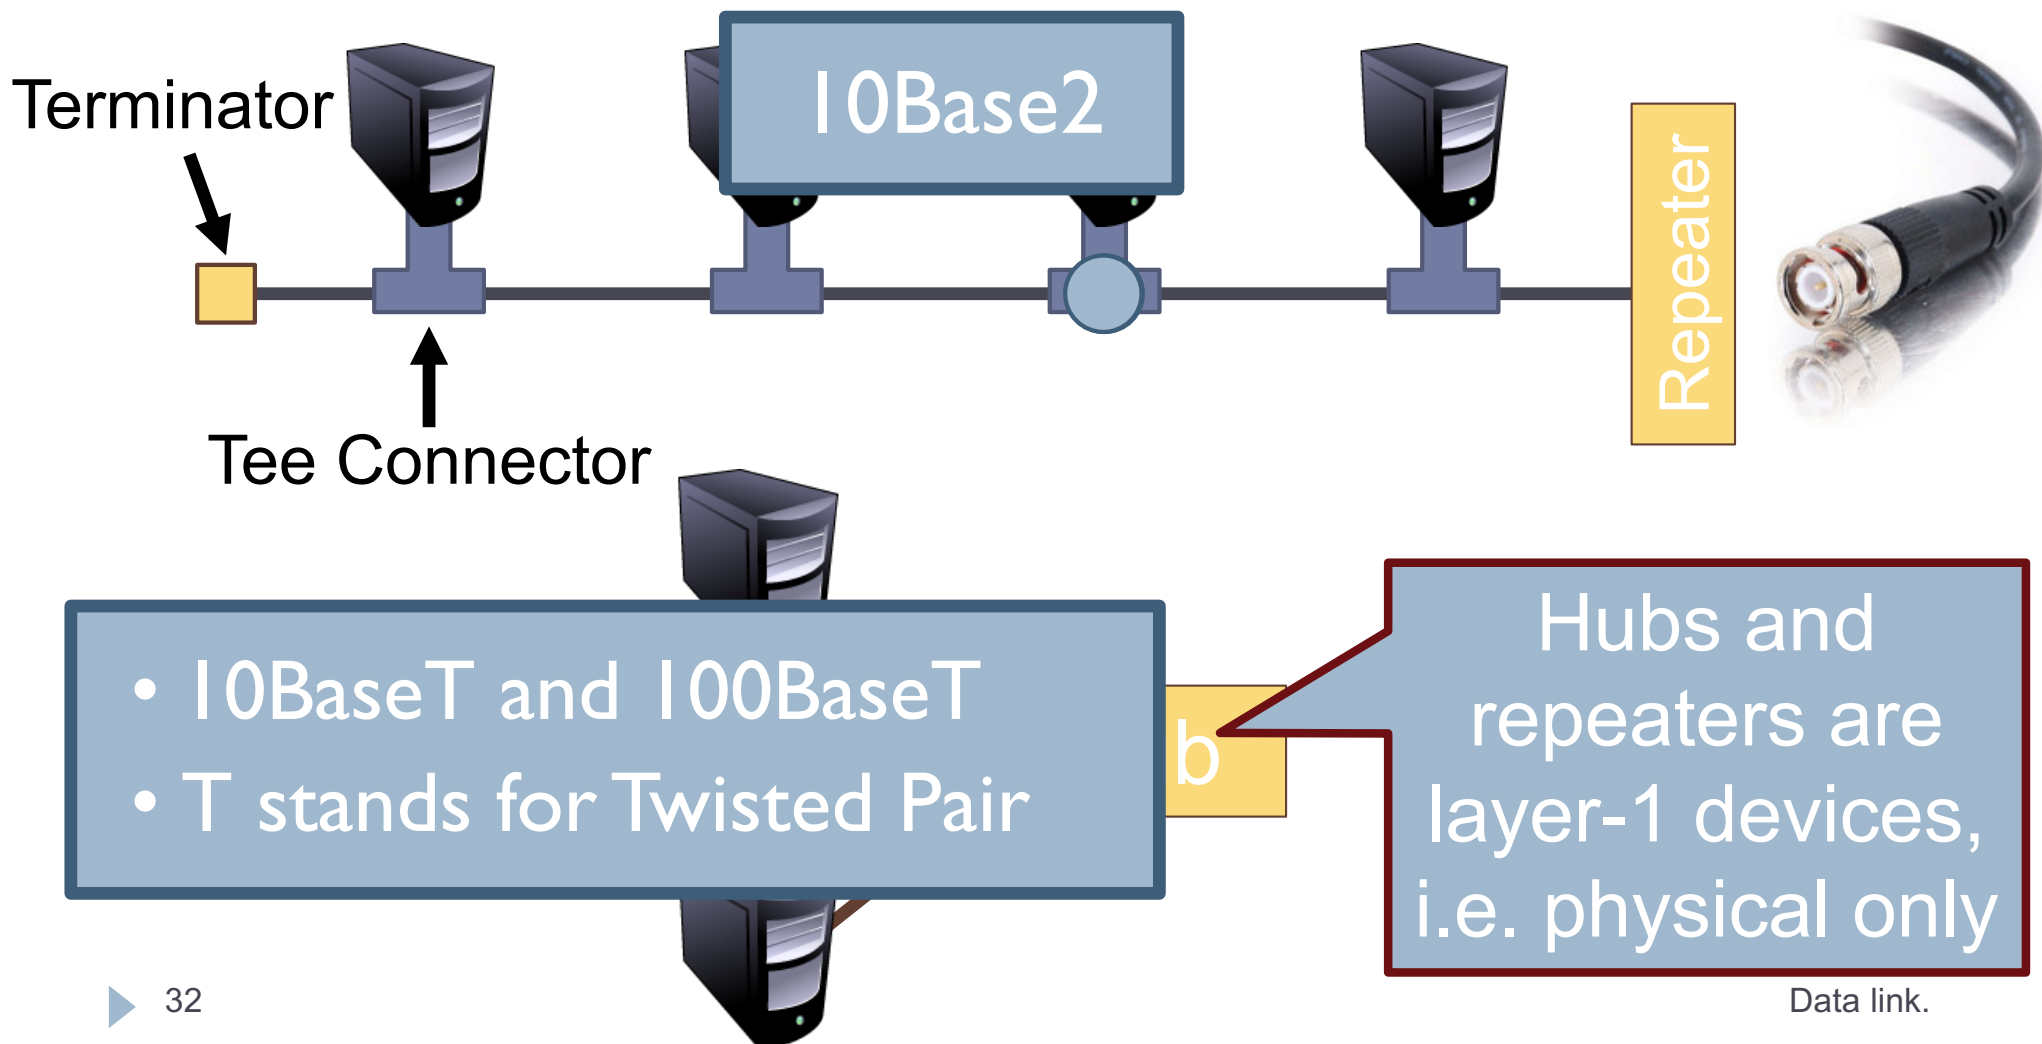 Terminator
10Base2
Repeater
Tee Connector
• 10BaseT and 100BaseT
• T stands for Twisted Pair
b
Hubs and
repeaters are
layer-1 devices,
i.e. physical only
32
Data link.